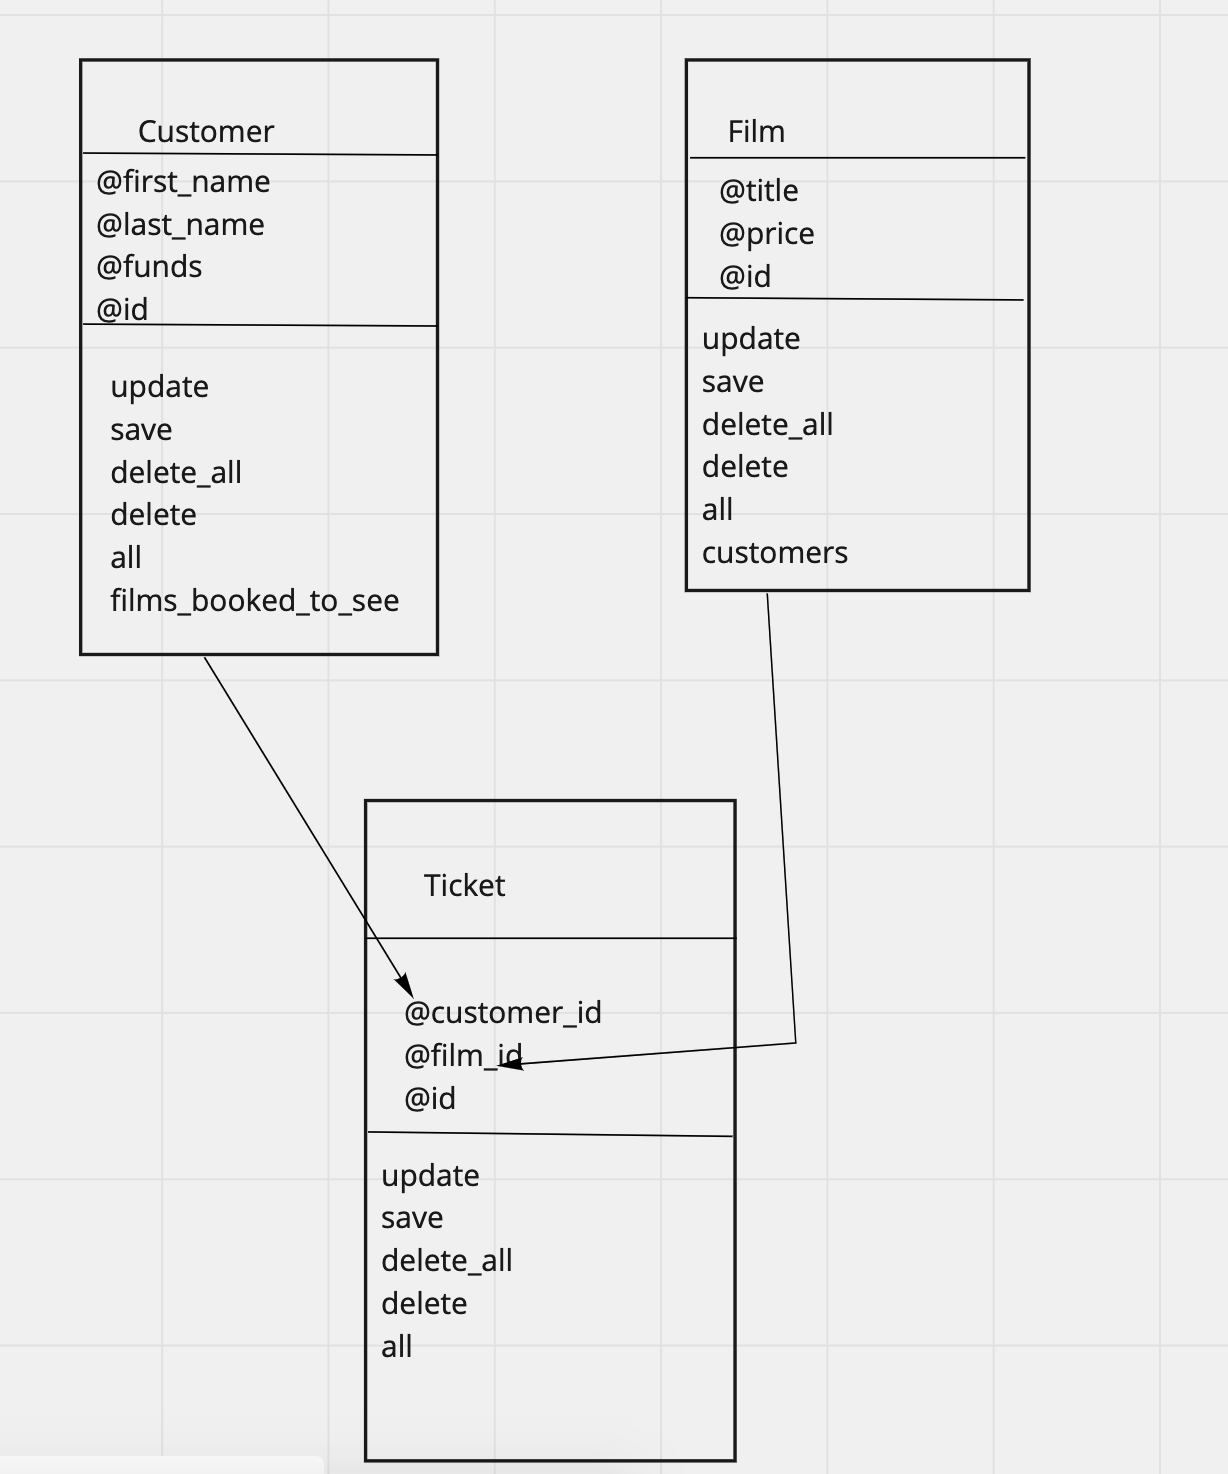 Customer
@first_name
@last_name
@funds
@id
update
save
delete_all
delete
all
films_booked_to_see
Film
@title
@price
@id
update
save
delete_all
delete
all
customers
Ticket
@customer_id
@film_id
@id
update
save
delete_all
delete
all